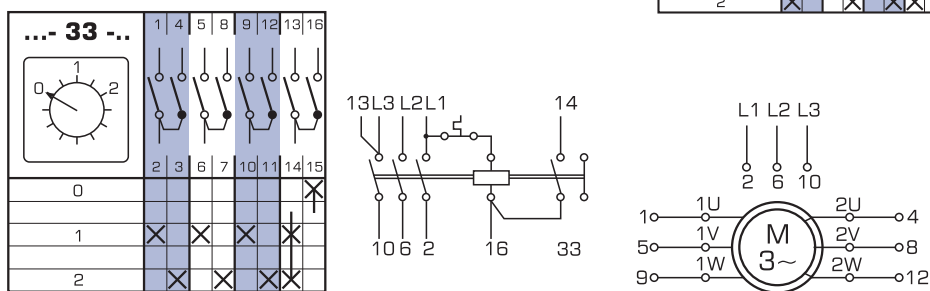 ...- 33 -..
1 4 5 8 9 12 13 16
1
0 2
2 3 6 7 10 11 14 15
0
1
2
2
13 L3 L2 L1 14
10 6 2 16 33
L1 L2 L3
2 6 10
1 1U 2U 4
5 1V M 2V 8
9 1W 3~ 2W 12